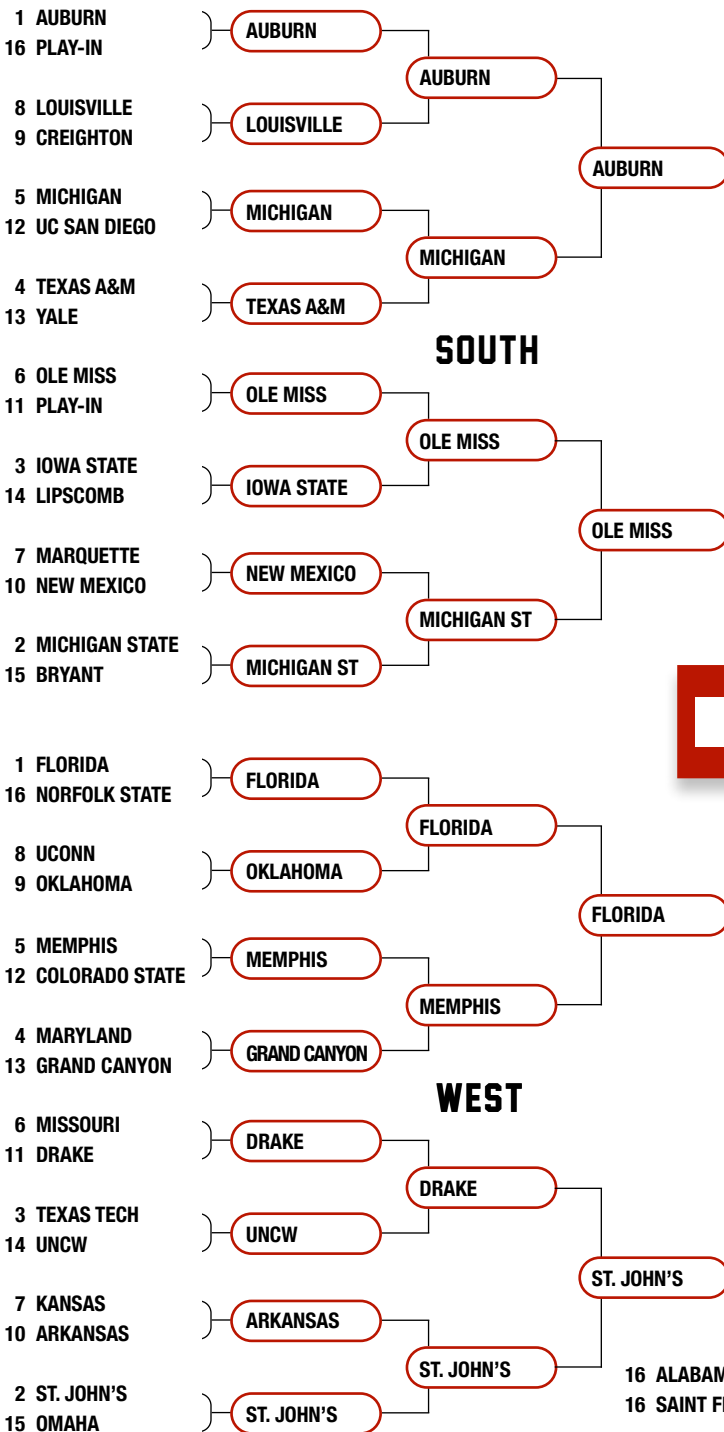 1 AUBURN
16 PLAY-IN
AUBURN
AUBURN
8 LOUISVILLE
9 CREIGHTON
LOUISVILLE
AUBURN
5 MICHIGAN
12 UC SAN DIEGO
MICHIGAN
MICHIGAN
4 TEXAS A&M
13 YALE
TEXAS A&M
SOUTH
6 OLE MISS
11 PLAY-IN
OLE MISS
OLE MISS
3 IOWA STATE
14 LIPSCOMB
IOWA STATE
OLE MISS
7 MARQUETTE
10 NEW MEXICO
NEW MEXICO
MICHIGAN ST
2 MICHIGAN STATE
15 BRYANT
MICHIGAN ST
1 FLORIDA
16 NORFOLK STATE
FLORIDA
FLORIDA
8 UCONN
9 OKLAHOMA
OKLAHOMA
FLORIDA
5 MEMPHIS
12 COLORADO STATE
MEMPHIS
MEMPHIS
4 MARYLAND
13 GRAND CANYON
GRAND CANYON
WEST
6 MISSOURI
11 DRAKE
DRAKE
DRAKE
3 TEXAS TECH
14 UNCW
UNCW
ST. JOHN'S
7 KANSAS
10 ARKANSAS
ARKANSAS
ST. JOHN'S
2 ST. JOHN'S
15 OMAHA
ST. JOHN'S
16
16 SAINT